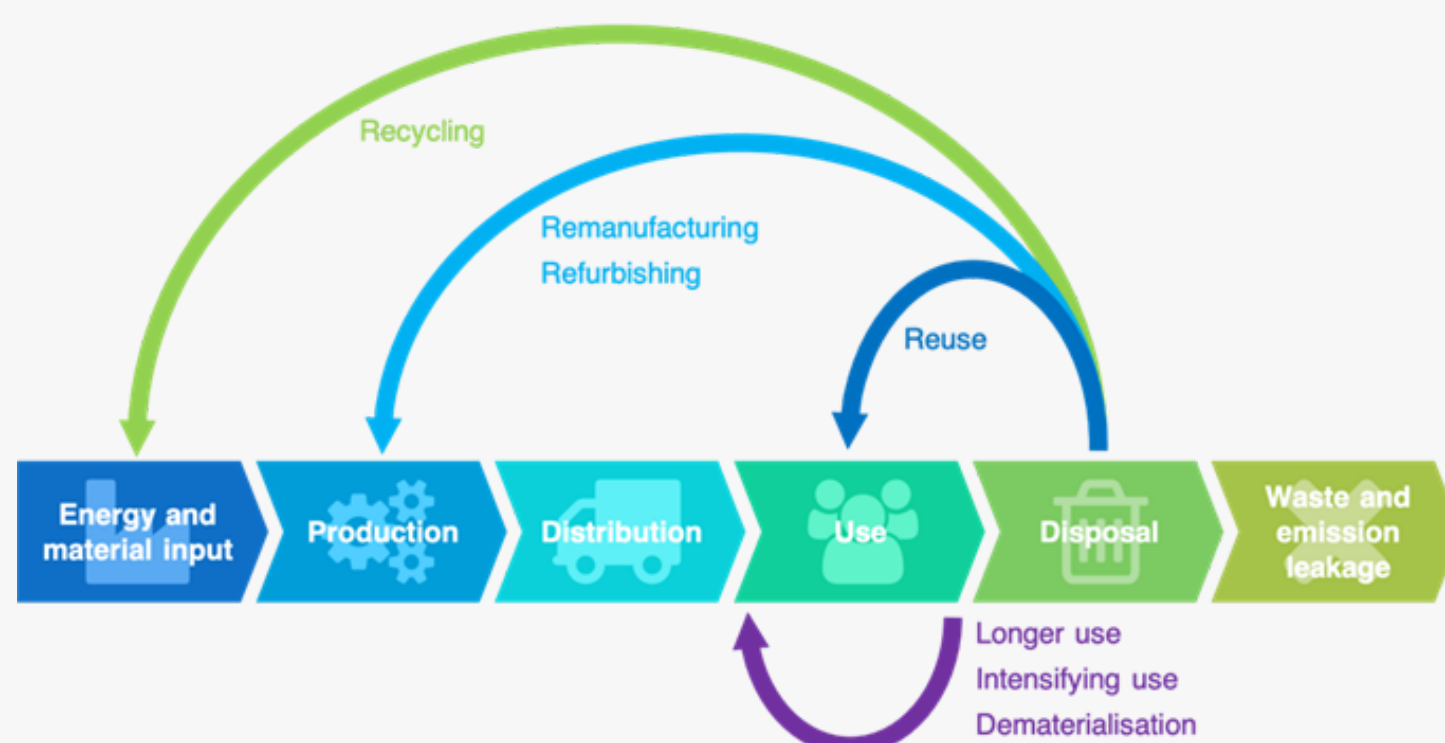 Recycling
Remanufacturing
Refurbishing
Reuse
Energy and
material input
Production
Distribution
Use
Disposal
Waste and
emission
leakage
Longer use
Intensifying use
Dematerialisation